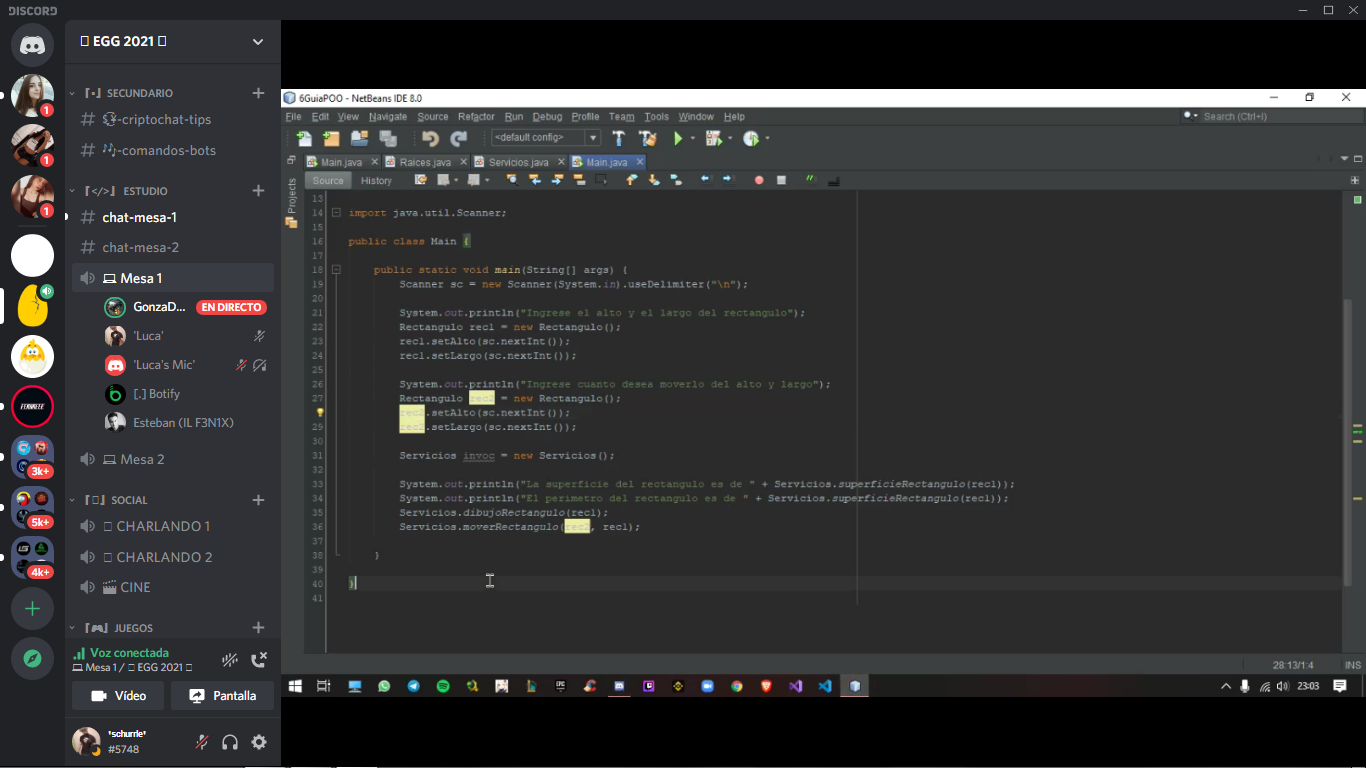 DISCORD
EGG 2021
SECUNDARIO
-criptochat-tips
-comandos-bots
ESTUDIO
chat-mesa-1
chat-mesa-2
Mesa 1
GonzaD... EN DIRECTO
'Luca'
'Luca's Mic'
[.] Botify
Esteban (IL F3N1X)
Mesa 2
SOCIAL
CHARLANDO 1
CHARLANDO 2
CINE
JUEGOS
Voz conectada
Mesa 1 / EGG 2021
Vídeo Pantalla
*schurrle*
#5748
1
1
1
3k+
5k+
4k+
6GuiaPOO - NetBeans IDE 8.0
File Edit View Navigate Source Refactor Run Debug Profile Team Tools Window Help
Search (Ctrl+I)
<default config>
Main.java Raices.java Servicios.java Main.java
Source History
Projects
13
14 import java.util.Scanner;
15
16 public class Main {
17
18 public static void main(String[] args) {
19 Scanner sc = new Scanner(System.in).useDelimiter("\n");
20
21 System.out.println("Ingrese el alto y el largo del rectangulo");
22 Rectangulo rec1 = new Rectangulo();
23 rec1.setAlto(sc.nextInt());
24 rec1.setLargo(sc.nextInt());
25
26 System.out.println("Ingrese cuanto desea moverlo del alto y largo");
27 Rectangulo rec2 = new Rectangulo();
rec2.setAlto(sc.nextInt());
29 rec2.setLargo(sc.nextInt());
30
31 Servicios invoc = new Servicios();
32
33 System.out.println("La superficie del rectangulo es de " + Servicios.superficieRectangulo(rec1));
34 System.out.println("El perimetro del rectangulo es de " + Servicios.superficieRectangulo(rec1));
35 Servicios.dibujoRectangulo(rec1);
36 Servicios.moverRectangulo(rec2, rec1);
37
38 }
39
40 }
41
28:13/1:4 INS
23:03